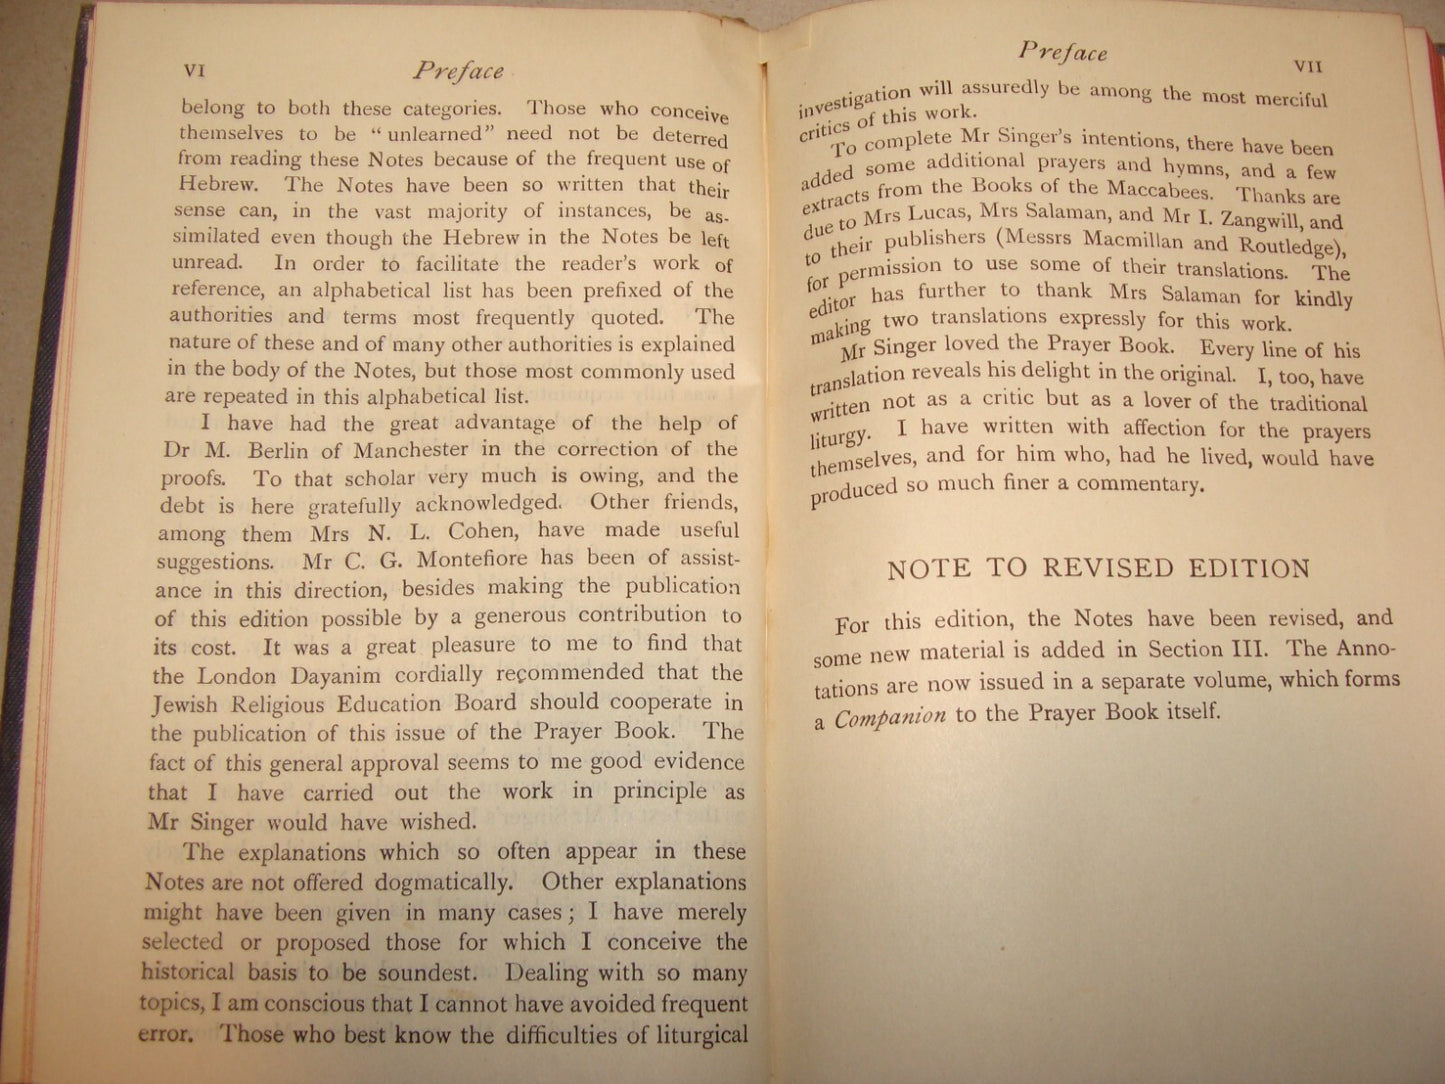 VI
Preface
belong to both these categories. Those who conceive
themselves to be "unlearned" need not be deterred
from reading these Notes because of the frequent use of
Hebrew. The Notes have been so written that their
sense can, in the vast majority of instances, be as-
similated even though the Hebrew in the Notes be left
unread. In order to facilitate the reader's work of
reference, an alphabetical list has been prefixed of the
authorities and terms most frequently quoted. The
nature of these and of many other authorities is explained
in the body of the Notes, but those most commonly used
are repeated in this alphabetical list.
I have had the great advantage of the help of
Dr M. Berlin of Manchester in the correction of the
proofs. To that scholar very much is owing, and the
debt is here gratefully acknowledged. Other friends,
among them Mrs N. L. Cohen, have made useful
suggestions. Mr C. G. Montefiore has been of assist-
ance in this direction, besides making the publication
of this edition possible by a generous contribution to
its cost. It was a great pleasure to me to find that
the London Dayanim cordially recommended that the
Jewish Religious Education Board should cooperate in
the publication of this issue of the Prayer Book. The
fact of this general approval seems to me good evidence
that I have carried out the work in principle as
Mr Singer would have wished.
The explanations which so often appear in these
Notes are not offered dogmatically. Other explanations
might have been given in many cases; I have merely
selected or proposed those for which I conceive the
historical basis to be soundest. Dealing with so many
topics, I am conscious that I cannot have avoided frequent
error. Those who best know the difficulties of liturgical
Preface
VII
investigation will assuredly be among the most merciful
critics of this work.
To complete Mr Singer's intentions, there have been
added some additional prayers and hymns, and a few
extracts from the Books of the Maccabees. Thanks are
due to Mrs Lucas, Mrs Salaman, and Mr I. Zangwill, and
to their publishers (Messrs Macmillan and Routledge),
for permission to use some of their translations. The
editor has further to thank Mrs Salaman for kindly
making two translations expressly for this work.
Mr Singer loved the Prayer Book. Every line of his
translation reveals his delight in the original. I, too, have
written not as a critic but as a lover of the traditional
liturgy. I have written with affection for the prayers
themselves, and for him who, had he lived, would have
produced so much finer a commentary.
NOTE TO REVISED EDITION
For this edition, the Notes have been revised, and
some new material is added in Section III. The Anno-
tations are now issued in a separate volume, which forms
a Companion to the Prayer Book itself.